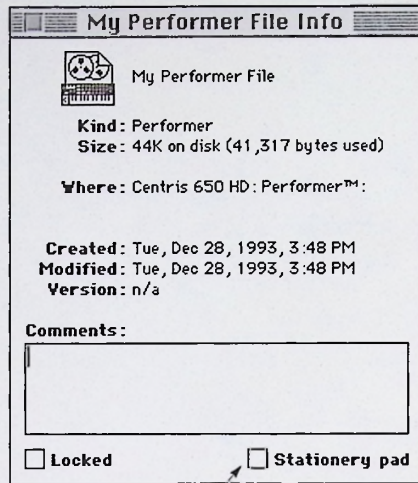 My Performer File Info
My Performer File
Kind: Performer
Size: 44K on disk (41,317 bytes used)
Where: Centris 650 HD: Performer™:
Created: Tue, Dec 28, 1993, 3:48 PM
Modified: Tue, Dec 28, 1993, 3:48 PM
Version: n/a
Comments:
Locked Stationery pad